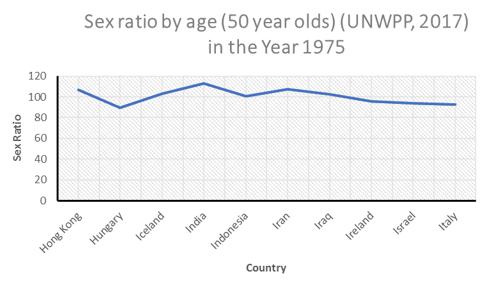 Sex ratio by age (50 year olds) (UNWPP, 2017)
in the Year 1975
120
100
80
60
40
20
0
Sex Ratio
Hong Kong
Hungary
Iceland
India
Indonesia
Iran
Iraq
Ireland
Israel
Italy
Country